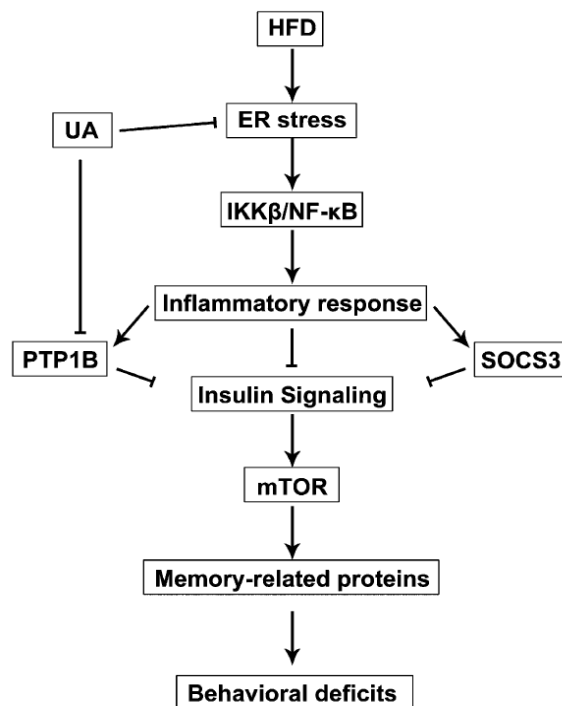 HFD
UA
ER stress
IKKβ/NF-κB
Inflammatory response
PTP1B
Insulin Signaling
SOCS3
mTOR
Memory-related proteins
Behavioral deficits